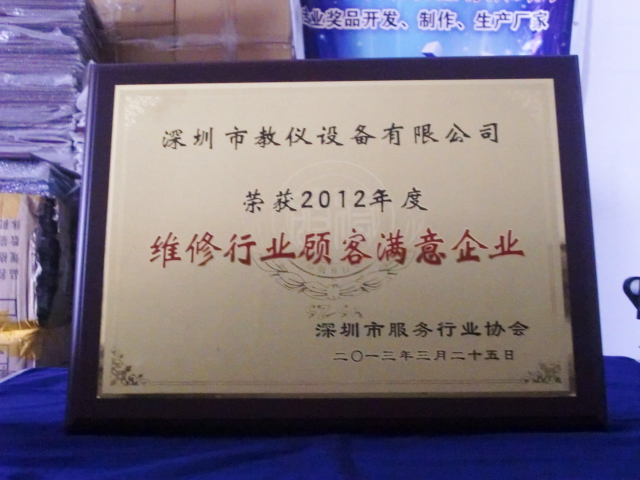 业奖品开发、制作、生产厂家
深圳市教仪设备有限公司
荣获2012年度
维修行业顾客满意企业
深圳市服务行业协会
二〇一三年三月二十五日